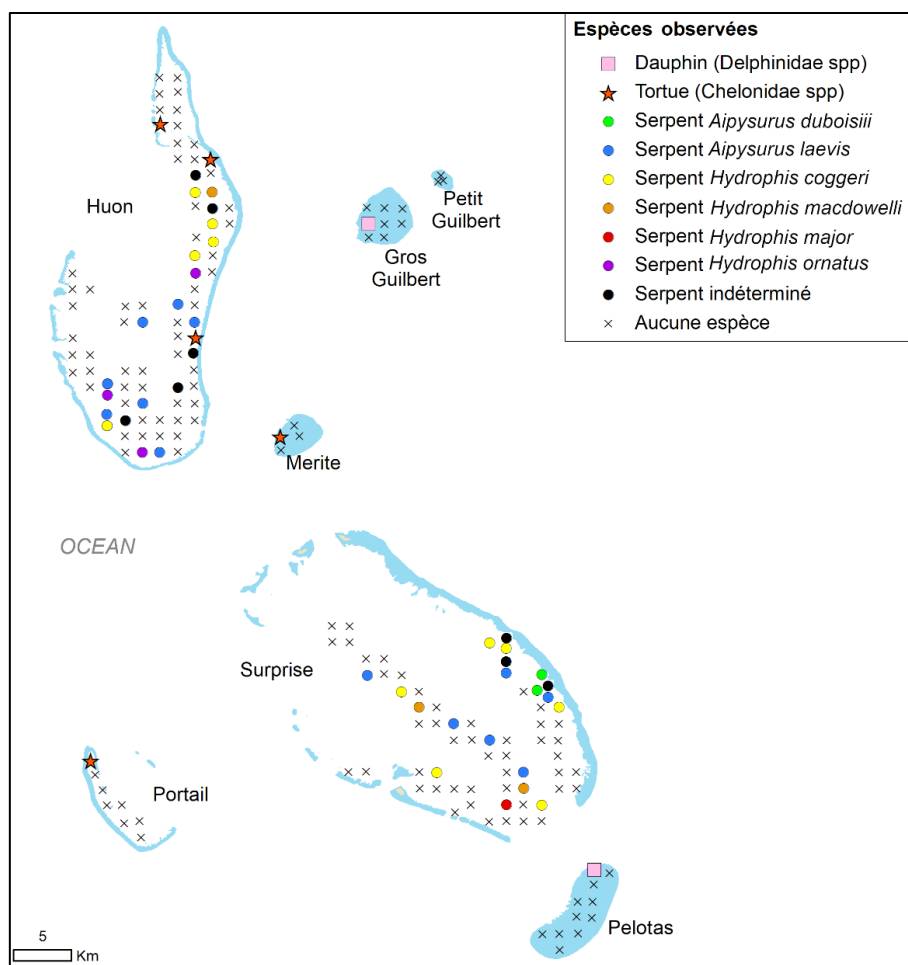 Espèces observées
Dauphin (Delphinidae spp)
Tortue (Chelonidae spp)
Serpent Aipysurus duboisiii
Serpent Aipysurus laevis
Serpent Hydrophis coggeri
Serpent Hydrophis macdowelli
Serpent Hydrophis major
Serpent Hydrophis ornatus
Serpent indéterminé
Aucune espèce
Huon
Petit
Guilbert
Gros
Guilbert
Merite
OCEAN
Surprise
Portail
Pelotas
5
Km